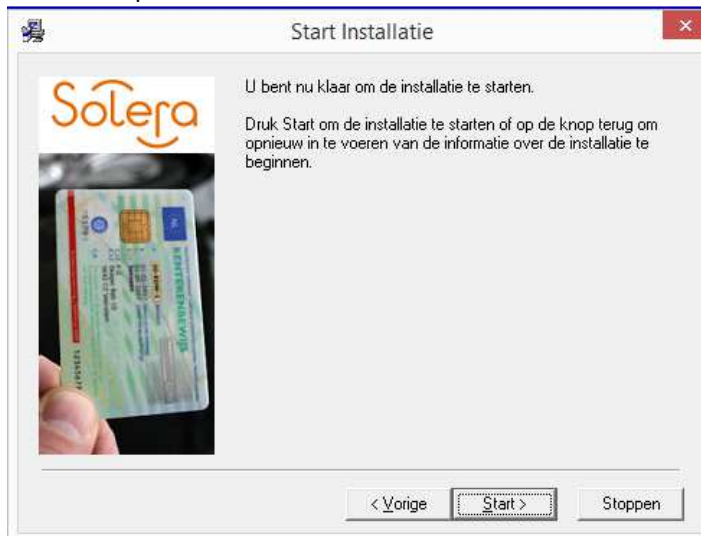 Start Installatie
Solera
U bent nu klaar om de installatie te starten.
Druk Start om de installatie te starten of op de knop terug om
opnieuw in te voeren van de informatie over de installatie te
beginnen.
NL
KENTEKENBEWIJS
< Vorige
Start >
Stoppen